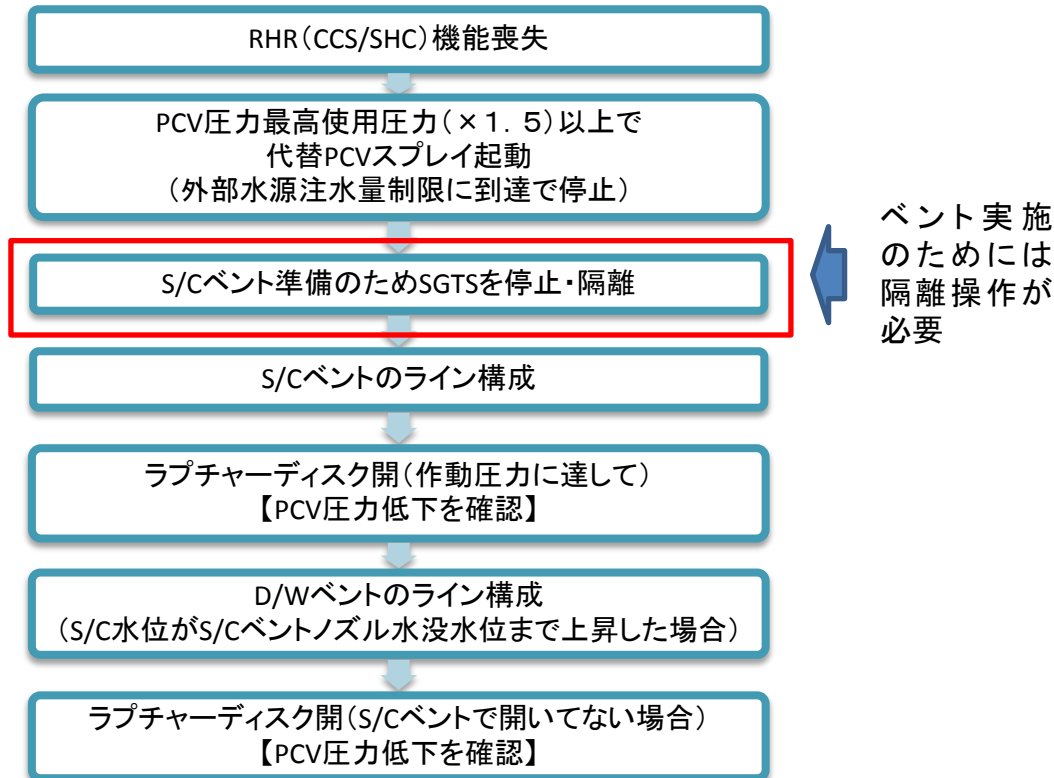 RHR（CCS/SHC）機能喪失
PCV圧力最高使用圧力（×１．５）以上で
代替PCVスプレイ起動
（外部水源注水量制限に到達で停止）
S/Cベント準備のためSGTSを停止・隔離
ベント実施
のためには
隔離操作が
必要
S/Cベントのライン構成
ラプチャーディスク開（作動圧力に達して）
【PCV圧力低下を確認】
D/Wベントのライン構成
（S/C水位がS/Cベントノズル水没水位まで上昇した場合）
ラプチャーディスク開（S/Cベントで開いてない場合）
【PCV圧力低下を確認】